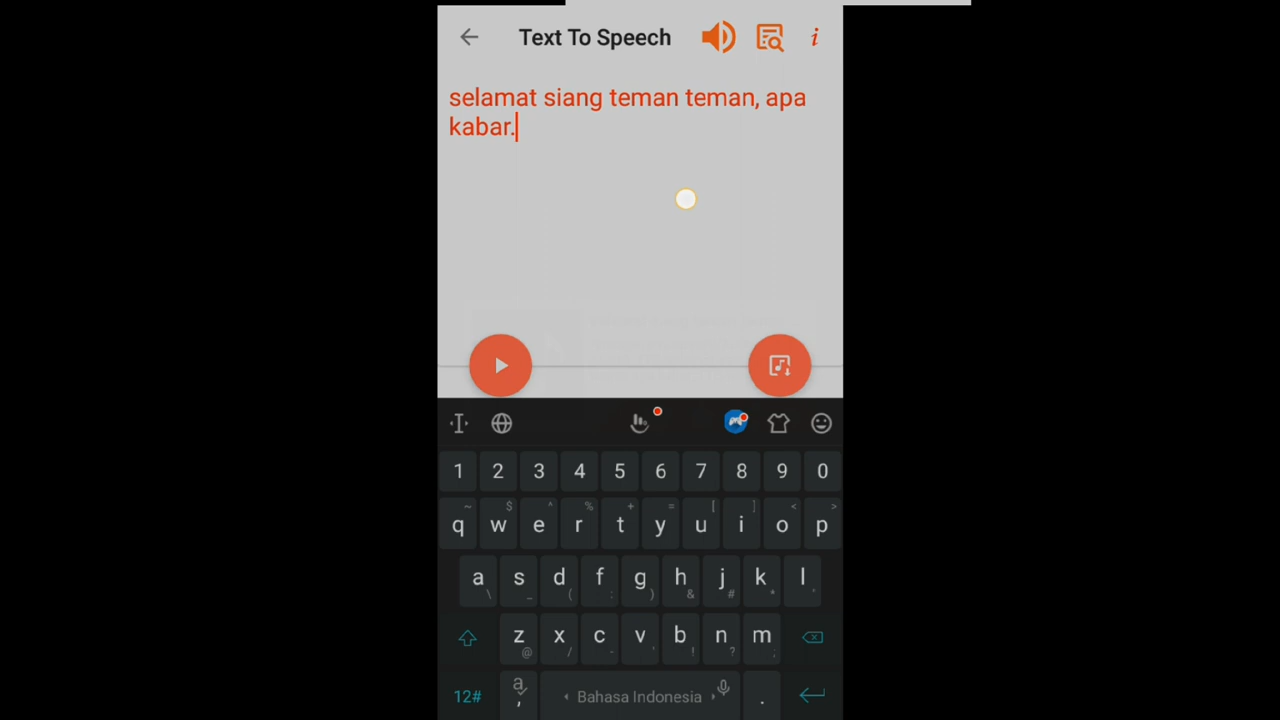 Text To Speech
selamat siang teman teman, apa
kabar.
1 2 3 4 5 6 7 8 9 0
~ $ ^ % + = [ ] < >
q w e r t y u i o p
a s d f g h j k l
\ _ ( : ) & # *
z x c v b n m
@ / - ' ! ? ;
12# a , Bahasa Indonesia .